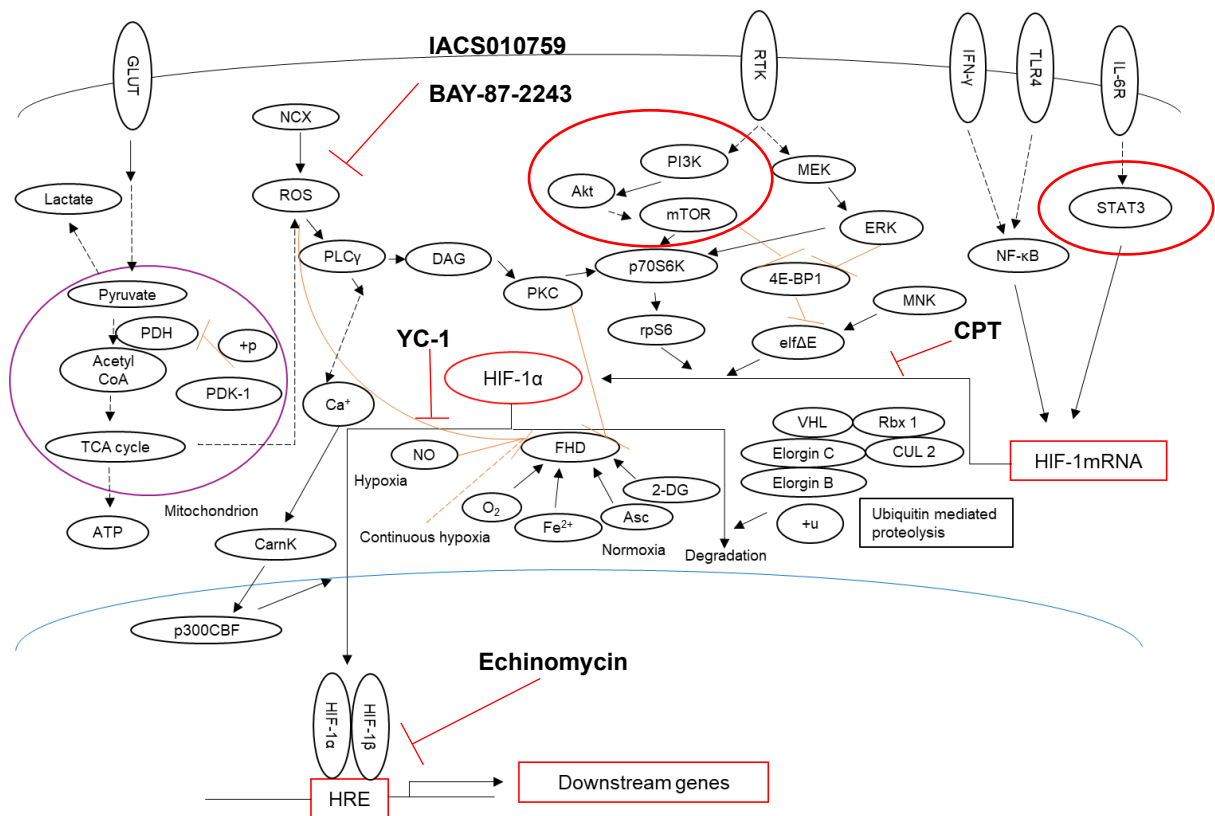 IACS010759
BAY-87-2243
GLUT
RTK
IFN-γ
TLR4
IL-6R
NCX
ROS
Lactate
PI3K
Akt
mTOR
MEK
ERK
STAT3
PLCγ
DAG
PKC
p70S6K
4E-BP1
NF-κB
Pyruvate
PDH
+p
Acetyl
CoA
PDK-1
TCA cycle
ATP
Mitochondrion
MNK
rpS6
elfΔE
CPT
YC-1
HIF-1α
Ca⁺
NO
Hypoxia
FHD
VHL
Rbx 1
Elorgin C
CUL 2
Elorgin B
+u
HIF-1mRNA
2-DG
O₂
Fe²⁺
Asc
Continuous hypoxia
Normoxia
Degradation
Ubiquitin mediated
proteolysis
CarnK
p300CBF
Echinomycin
HIF-1α
HIF-1β
HRE
Downstream genes